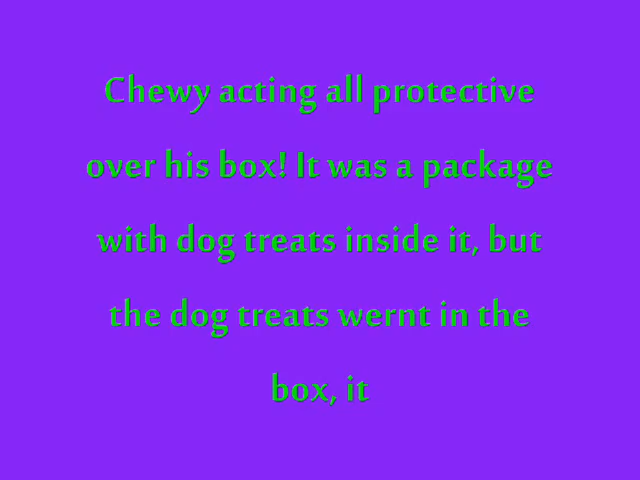 Chewy acting all protective
over his box! It was a package
with dog treats inside it, but
the dog treats wernt in the
box, it